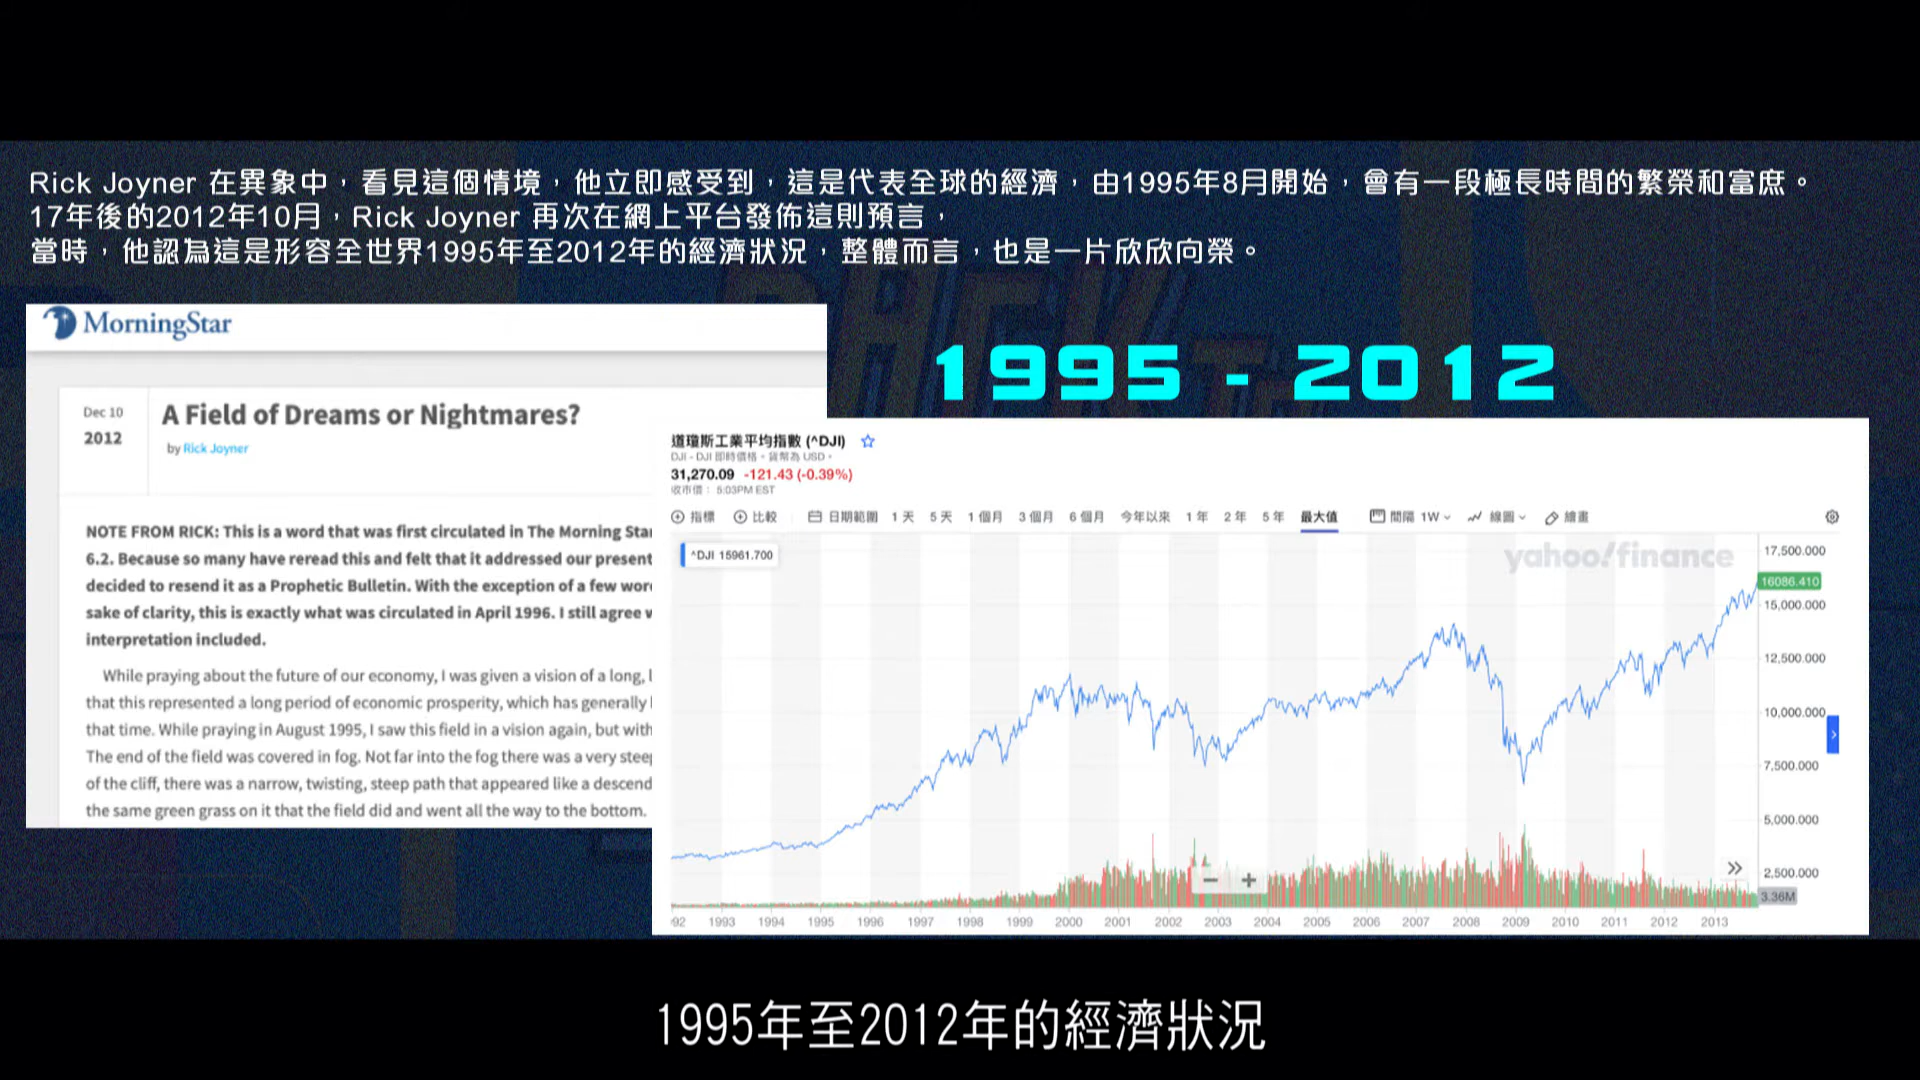 Rick Joyner 在異象中，看見這個情境，他立即感受到，這是代表全球的經濟，由1995年8月開始，會有一段極長時間的繁榮和富庶。
17年後的2012年10月，Rick Joyner 再次在網上平台發佈這則預言，
當時，他認為這是形容全世界1995年至2012年的經濟狀況，整體而言，也是一片欣欣向榮。
MorningStar
1995 - 2012
Dec 10
2012
A Field of Dreams or Nightmares?
by Rick Joyner
NOTE FROM RICK: This is a word that was first circulated in The Morning Star
6.2. Because so many have reread this and felt that it addressed our present
decided to resend it as a Prophetic Bulletin. With the exception of a few
sake of clarity, this is exactly what was circulated in April 1996. I still agree
interpretation included.
While praying about the future of our economy, I was given a vision of a long,
that this represented a long period of economic prosperity, which has generally
that time. While praying in August 1995, I saw this field in a vision again, but with
The end of the field was covered in fog. Not far into the fog there was a very
of the cliff, there was a narrow, twisting, steep path that appeared like a descend
the same green grass on it that the field did and went all the way to the bottom.
道瓊斯工業平均指數 (^DJI)
DJI - DJI 即時價格。貨幣為 USD。
31,270.09 -121.43 (-0.39%)
收市價： 5:03PM EST
指標 比較 日期範圍 1 天 5 天 1 個月 3 個月 6 個月 今年以來 1 年 2 年 5 年 最大值 間隔 1W 線圖 繪畫
^DJI 15961.700
yahoo!finance
17,500.000
16086.410
15,000.000
12,500.000
10,000.000
7,500.000
5,000.000
2,500.000
3.36M
92 1993 1994 1995 1996 1997 1998 1999 2000 2001 2002 2003 2004 2005 2006 2007 2008 2009 2010 2011 2012 2013
1995年至2012年的經濟狀況